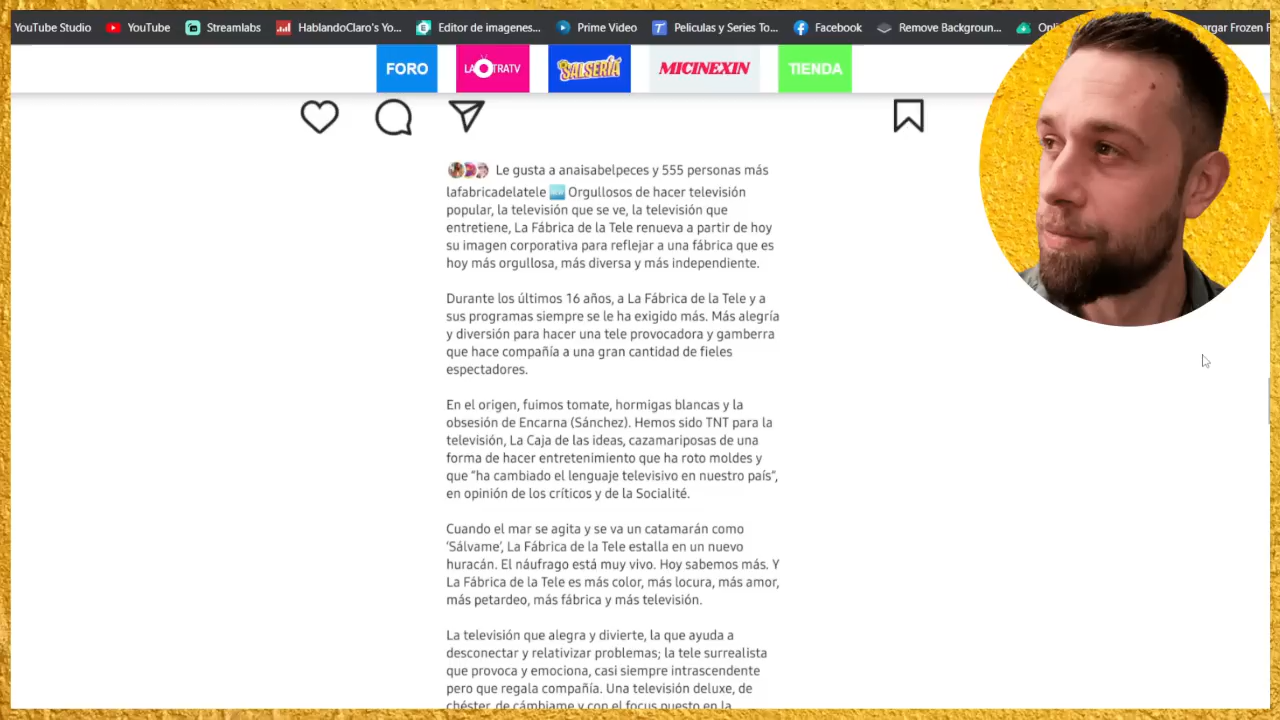 YouTube Studio YouTube Streamlabs HablandoClaro's Yo... Editor de imagenes... Prime Video Peliculas y Series To... Facebook Remove Backgroun...
FORO LA OTRATV SALSERÍA MICINEXIN TIENDA
Le gusta a anaisabelpeces y 555 personas más
lafabricadelatele Orgullosos de hacer televisión
popular, la televisión que se ve, la televisión que
entretiene, La Fábrica de la Tele renueva a partir de hoy
su imagen corporativa para reflejar a una fábrica que es
hoy más orgullosa, más diversa y más independiente.
Durante los últimos 16 años, a La Fábrica de la Tele y a
sus programas siempre se le ha exigido más. Más alegría
y diversión para hacer una tele provocadora y gamberra
que hace compañía a una gran cantidad de fieles
espectadores.
En el origen, fuimos tomate, hormigas blancas y la
obsesión de Encarna (Sánchez). Hemos sido TNT para la
televisión, La Caja de las ideas, cazamariposas de una
forma de hacer entretenimiento que ha roto moldes y
que “ha cambiado el lenguaje televisivo en nuestro país”,
en opinión de los críticos y de la Socialité.
Cuando el mar se agita y se va un catamarán como
‘Sálvame’, La Fábrica de la Tele estalla en un nuevo
huracán. El náufrago está muy vivo. Hoy sabemos más. Y
La Fábrica de la Tele es más color, más locura, más amor,
más petardeo, más fábrica y más televisión.
La televisión que alegra y divierte, la que ayuda a
desconectar y relativizar problemas; la tele surrealista
que provoca y emociona, casi siempre intrascendente
pero que regala compañía. Una televisión deluxe, de
chéster, de cámbiame y con el focus puesto en la